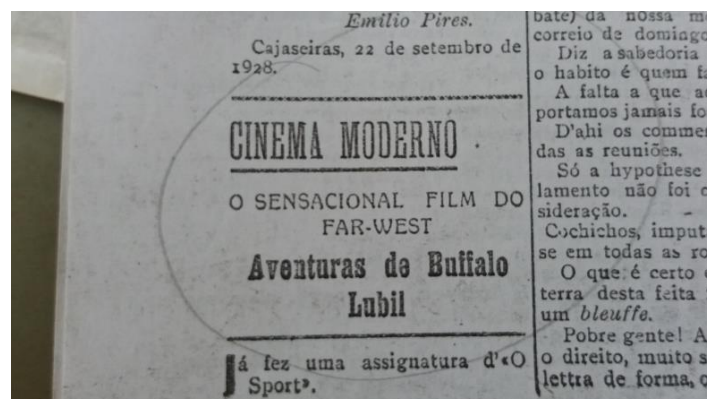 Emilio Pires.
Cajaseiras, 22 de setembro de
1928.
CINEMA MODERNO
O SENSACIONAL FILM DO
FAR-WEST
Aventuras de Buffalo
Lubil
Já fez uma assignatura d'«O
Sport».
bate) da nossa
correio de domingo
Diz a sabedoria
o habito é quem
A falta a que
portamos jamais
D'ahi os
das as reuniões.
Só a hypothese
lamento não foi
sideração.
Cochichos,
se em todas as
O que é certo
terra desta feita
um bleuffe.
Pobre gente! A
o direito, muito
lettra de forma,